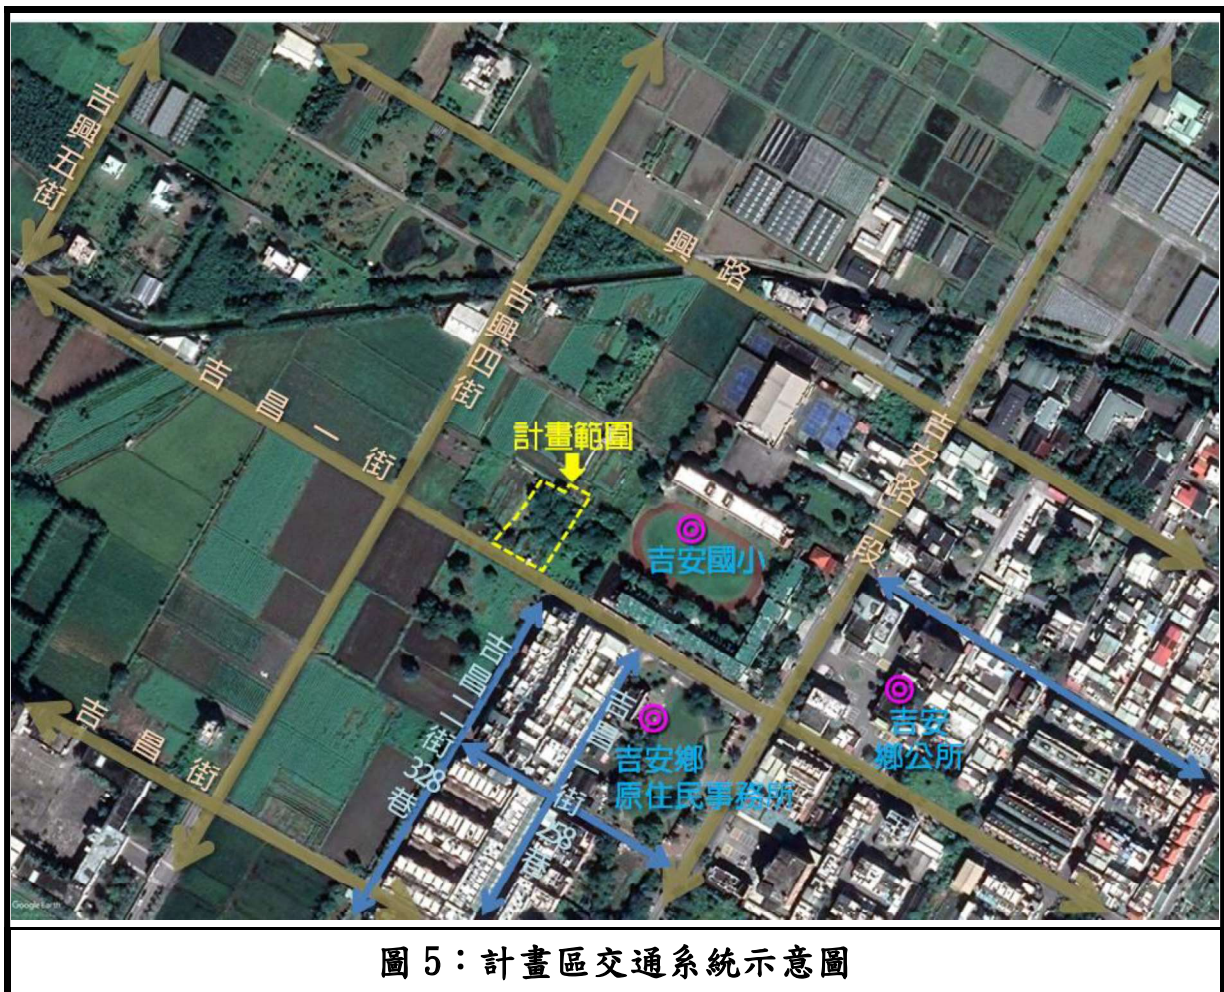 吉興五街
中興路
吉興四街
吉昌一街
計畫範圍
吉安路二段
吉安國小
吉昌二街328巷
吉昌二街258巷
吉安鄉
原住民事務所
吉安
鄉公所
吉昌街
Google Earth
圖 5：計畫區交通系統示意圖